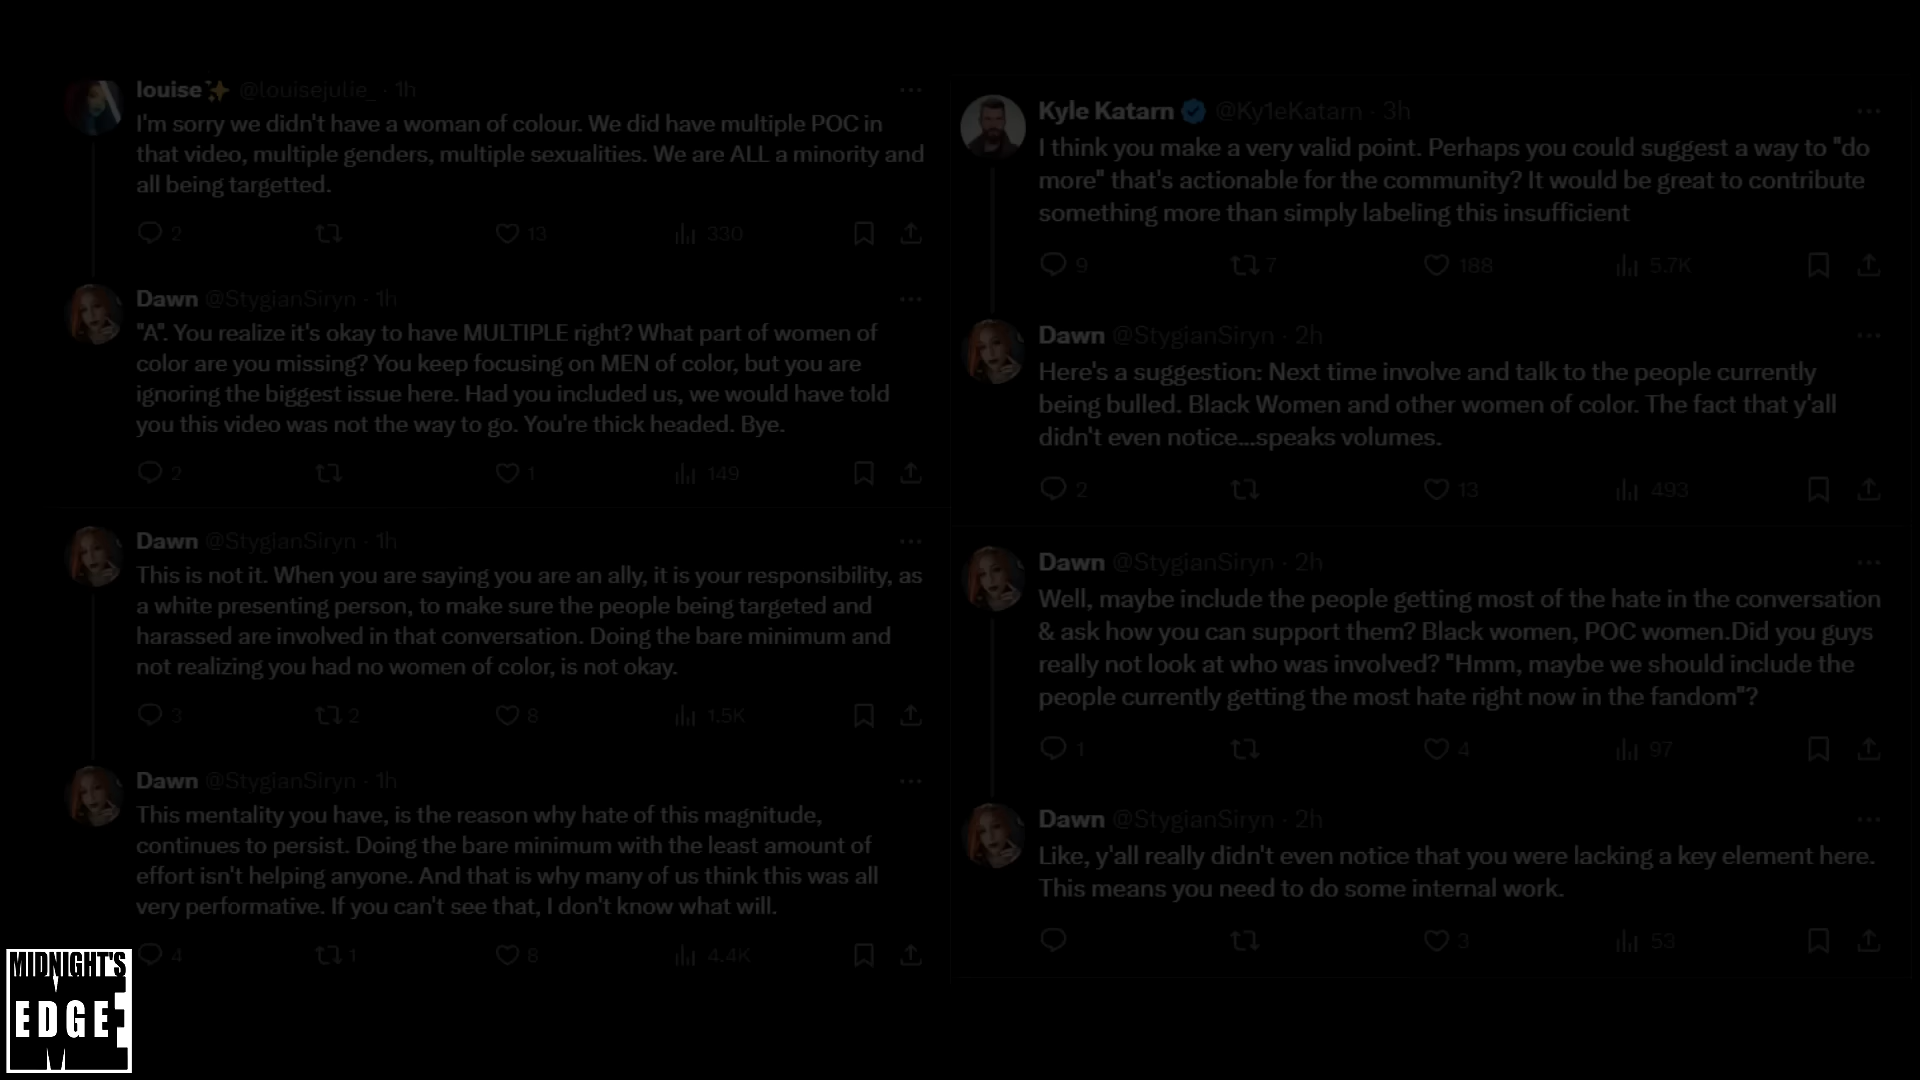 louise✨ @louisejulie_ · 1h
I'm sorry we didn't have a woman of colour. We did have multiple POC in
that video, multiple genders, multiple sexualities. We are ALL a minority and
all being targetted.
2 13 330
Dawn @StygianSiryn · 1h
"A". You realize it's okay to have MULTIPLE right? What part of women of
color are you missing? You keep focusing on MEN of color, but you are
ignoring the biggest issue here. Had you included us, we would have told
you this video was not the way to go. You're thick headed. Bye.
2 1 149
Dawn @StygianSiryn · 1h
This is not it. When you are saying you are an ally, it is your responsibility, as
a white presenting person, to make sure the people being targeted and
harassed are involved in that conversation. Doing the bare minimum and
not realizing you had no women of color, is not okay.
3 2 8 1.5K
Dawn @StygianSiryn · 1h
This mentality you have, is the reason why hate of this magnitude,
continues to persist. Doing the bare minimum with the least amount of
effort isn't helping anyone. And that is why many of us think this was all
very performative. If you can't see that, I don't know what will.
4 1 8 4.4K
Kyle Katarn @Ky1eKatarn · 3h
I think you make a very valid point. Perhaps you could suggest a way to "do
more" that's actionable for the community? It would be great to contribute
something more than simply labeling this insufficient
9 7 188 5.7K
Dawn @StygianSiryn · 2h
Here's a suggestion: Next time involve and talk to the people currently
being bulled. Black Women and other women of color. The fact that y'all
didn't even notice...speaks volumes.
2 13 493
Dawn @StygianSiryn · 2h
Well, maybe include the people getting most of the hate in the conversation
& ask how you can support them? Black women, POC women.Did you guys
really not look at who was involved? "Hmm, maybe we should include the
people currently getting the most hate right now in the fandom"?
1 4 97
Dawn @StygianSiryn · 2h
Like, y'all really didn't even notice that you were lacking a key element here.
This means you need to do some internal work.
3 53
MIDNIGHT'S
EDGE